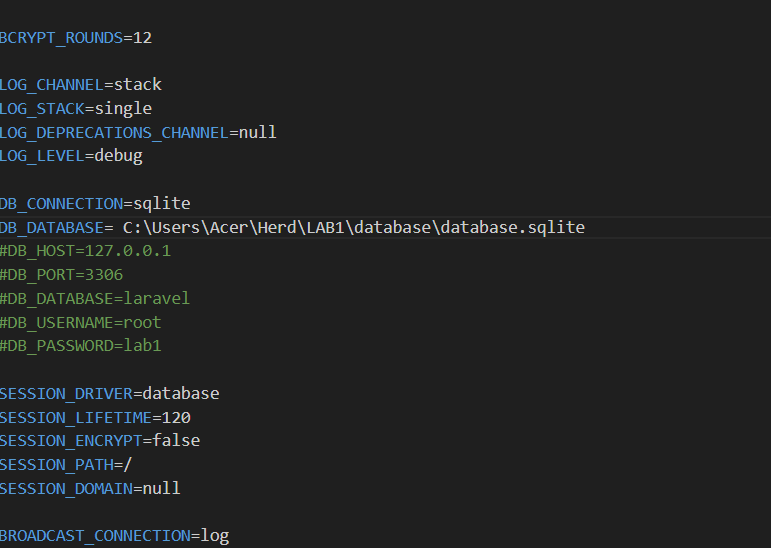 BCRYPT_ROUNDS=12
LOG_CHANNEL=stack
LOG_STACK=single
LOG_DEPRECATIONS_CHANNEL=null
LOG_LEVEL=debug
DB_CONNECTION=sqlite
DB_DATABASE= C:\Users\Acer\Herd\LAB1\database\database.sqlite
#DB_HOST=127.0.0.1
#DB_PORT=3306
#DB_DATABASE=laravel
#DB_USERNAME=root
#DB_PASSWORD=lab1
SESSION_DRIVER=database
SESSION_LIFETIME=120
SESSION_ENCRYPT=false
SESSION_PATH=/
SESSION_DOMAIN=null
BROADCAST_CONNECTION=log